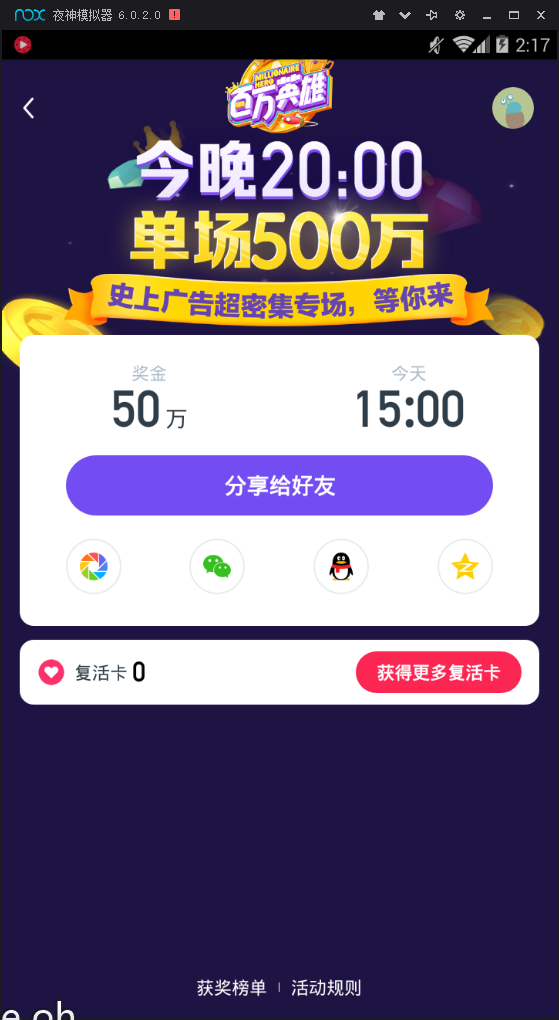 nox 夜神模拟器 6.0.2.0
2:17
MILLIONAIRE
HERO
百万英雄
今晚20:00
单场500万
史上广告超密集专场，等你来
奖金
今天
50万
15:00
分享给好友
复活卡 0
获得更多复活卡
获奖榜单 | 活动规则
e oh